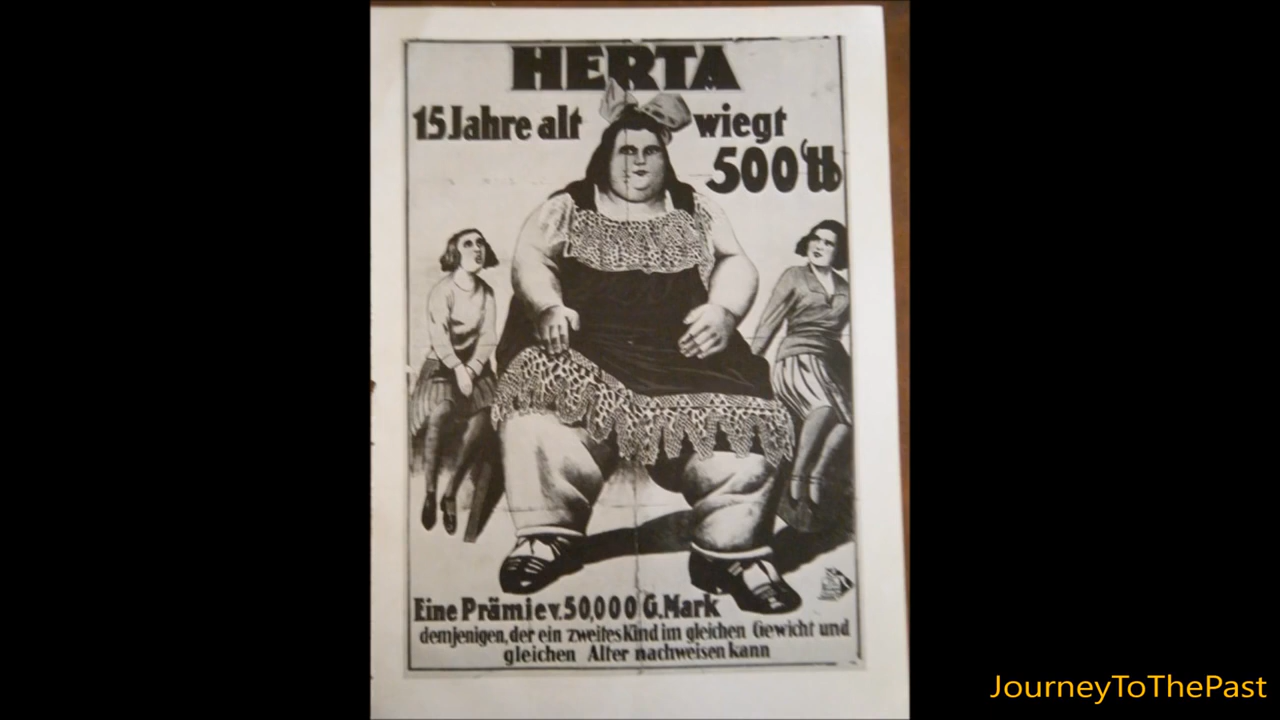 HERTA
15 Jahre alt wiegt
500 ℔
Eine Prämie v. 50,000 G. Mark
demjenigen, der ein zweites Kind im gleichen Gewicht und
gleichen Alter nachweisen kann
JourneyToThePast